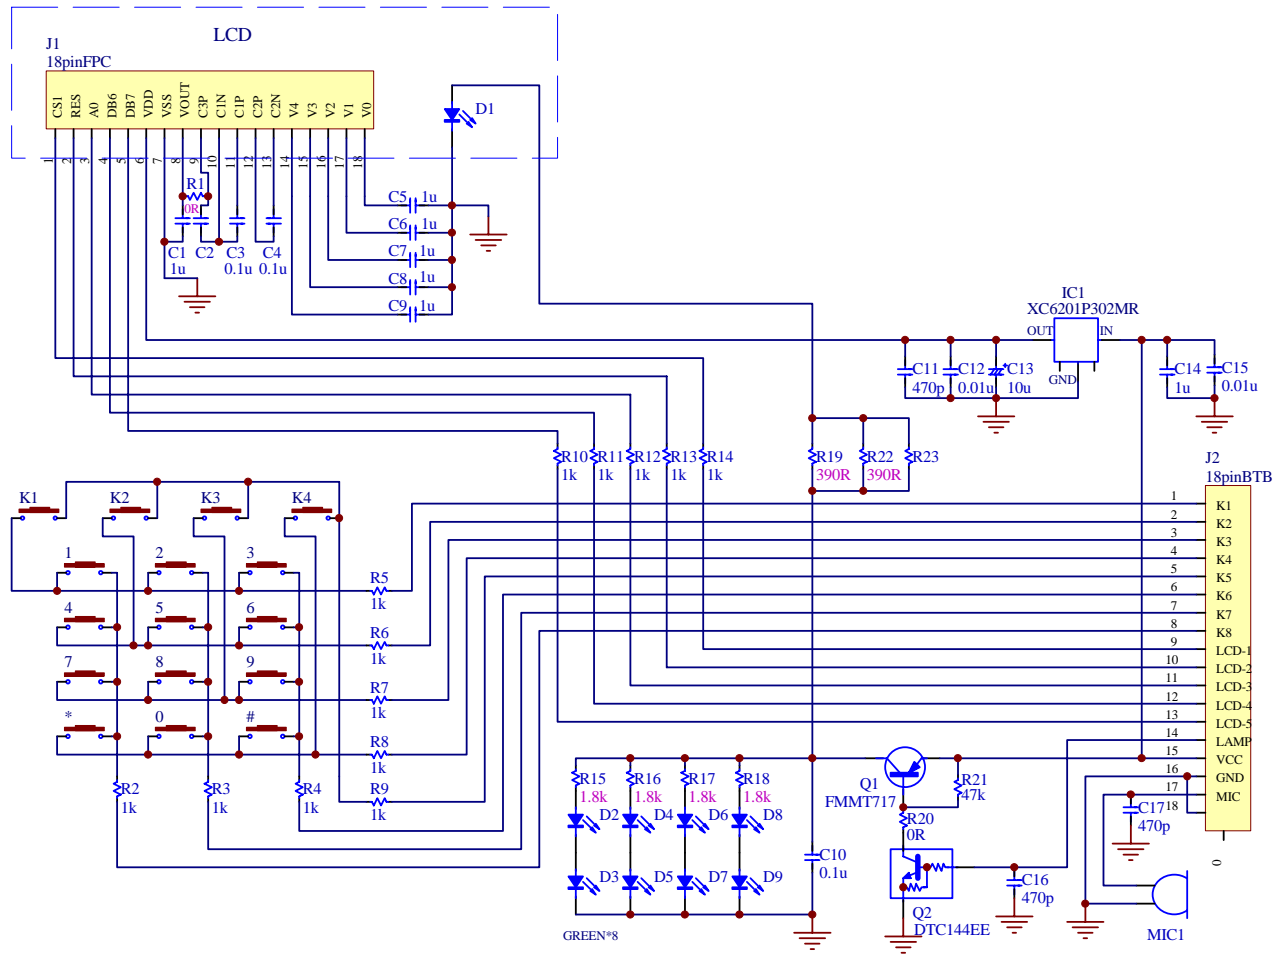 LCD
J1
18pinFPC
CS1
RES
A0
DB6
DB7
VDD
VSS
VOUT
C3P
C1N
C1P
C2P
C2N
V4
V3
V2
V1
V0
D1
1
2
3
4
5
6
7
8
9
10
11
12
13
14
15
16
17
18
R1
0R
C1
1u
C2
C3
0.1u
C4
0.1u
C5
1u
C6
1u
C7
1u
C8
1u
C9
1u
IC1
XC6201P302MR
OUT
IN
GND
C11
470p
C12
0.01u
C13
10u
C14
1u
C15
0.01u
R10
1k
R11
1k
R12
1k
R13
1k
R14
1k
R19
390R
R22
390R
R23
J2
18pinBTB
1
2
3
4
5
6
7
8
9
10
11
12
13
14
15
16
17
18
K1
K2
K3
K4
K5
K6
K7
K8
LCD-1
LCD-2
LCD-3
LCD-4
LCD-5
LAMP
VCC
GND
MIC
0
K1
K2
K3
K4
1
2
3
4
5
6
7
8
9
*
0
#
R5
1k
R6
1k
R7
1k
R8
1k
R9
1k
R2
1k
R3
1k
R4
1k
R15
1.8k
R16
1.8k
R17
1.8k
R18
1.8k
D2
D4
D6
D8
D3
D5
D7
D9
GREEN*8
C10
0.1u
Q1
FMMT717
R21
47k
R20
0R
Q2
DTC144EE
C16
470p
C17
470p
MIC1